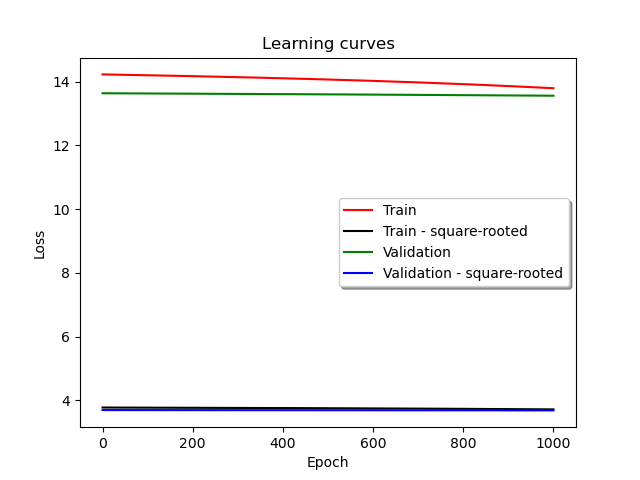 Learning curves
14
12
10
8
6
4
Loss
Train
Train - square-rooted
Validation
Validation - square-rooted
0 200 400 600 800 1000
Epoch